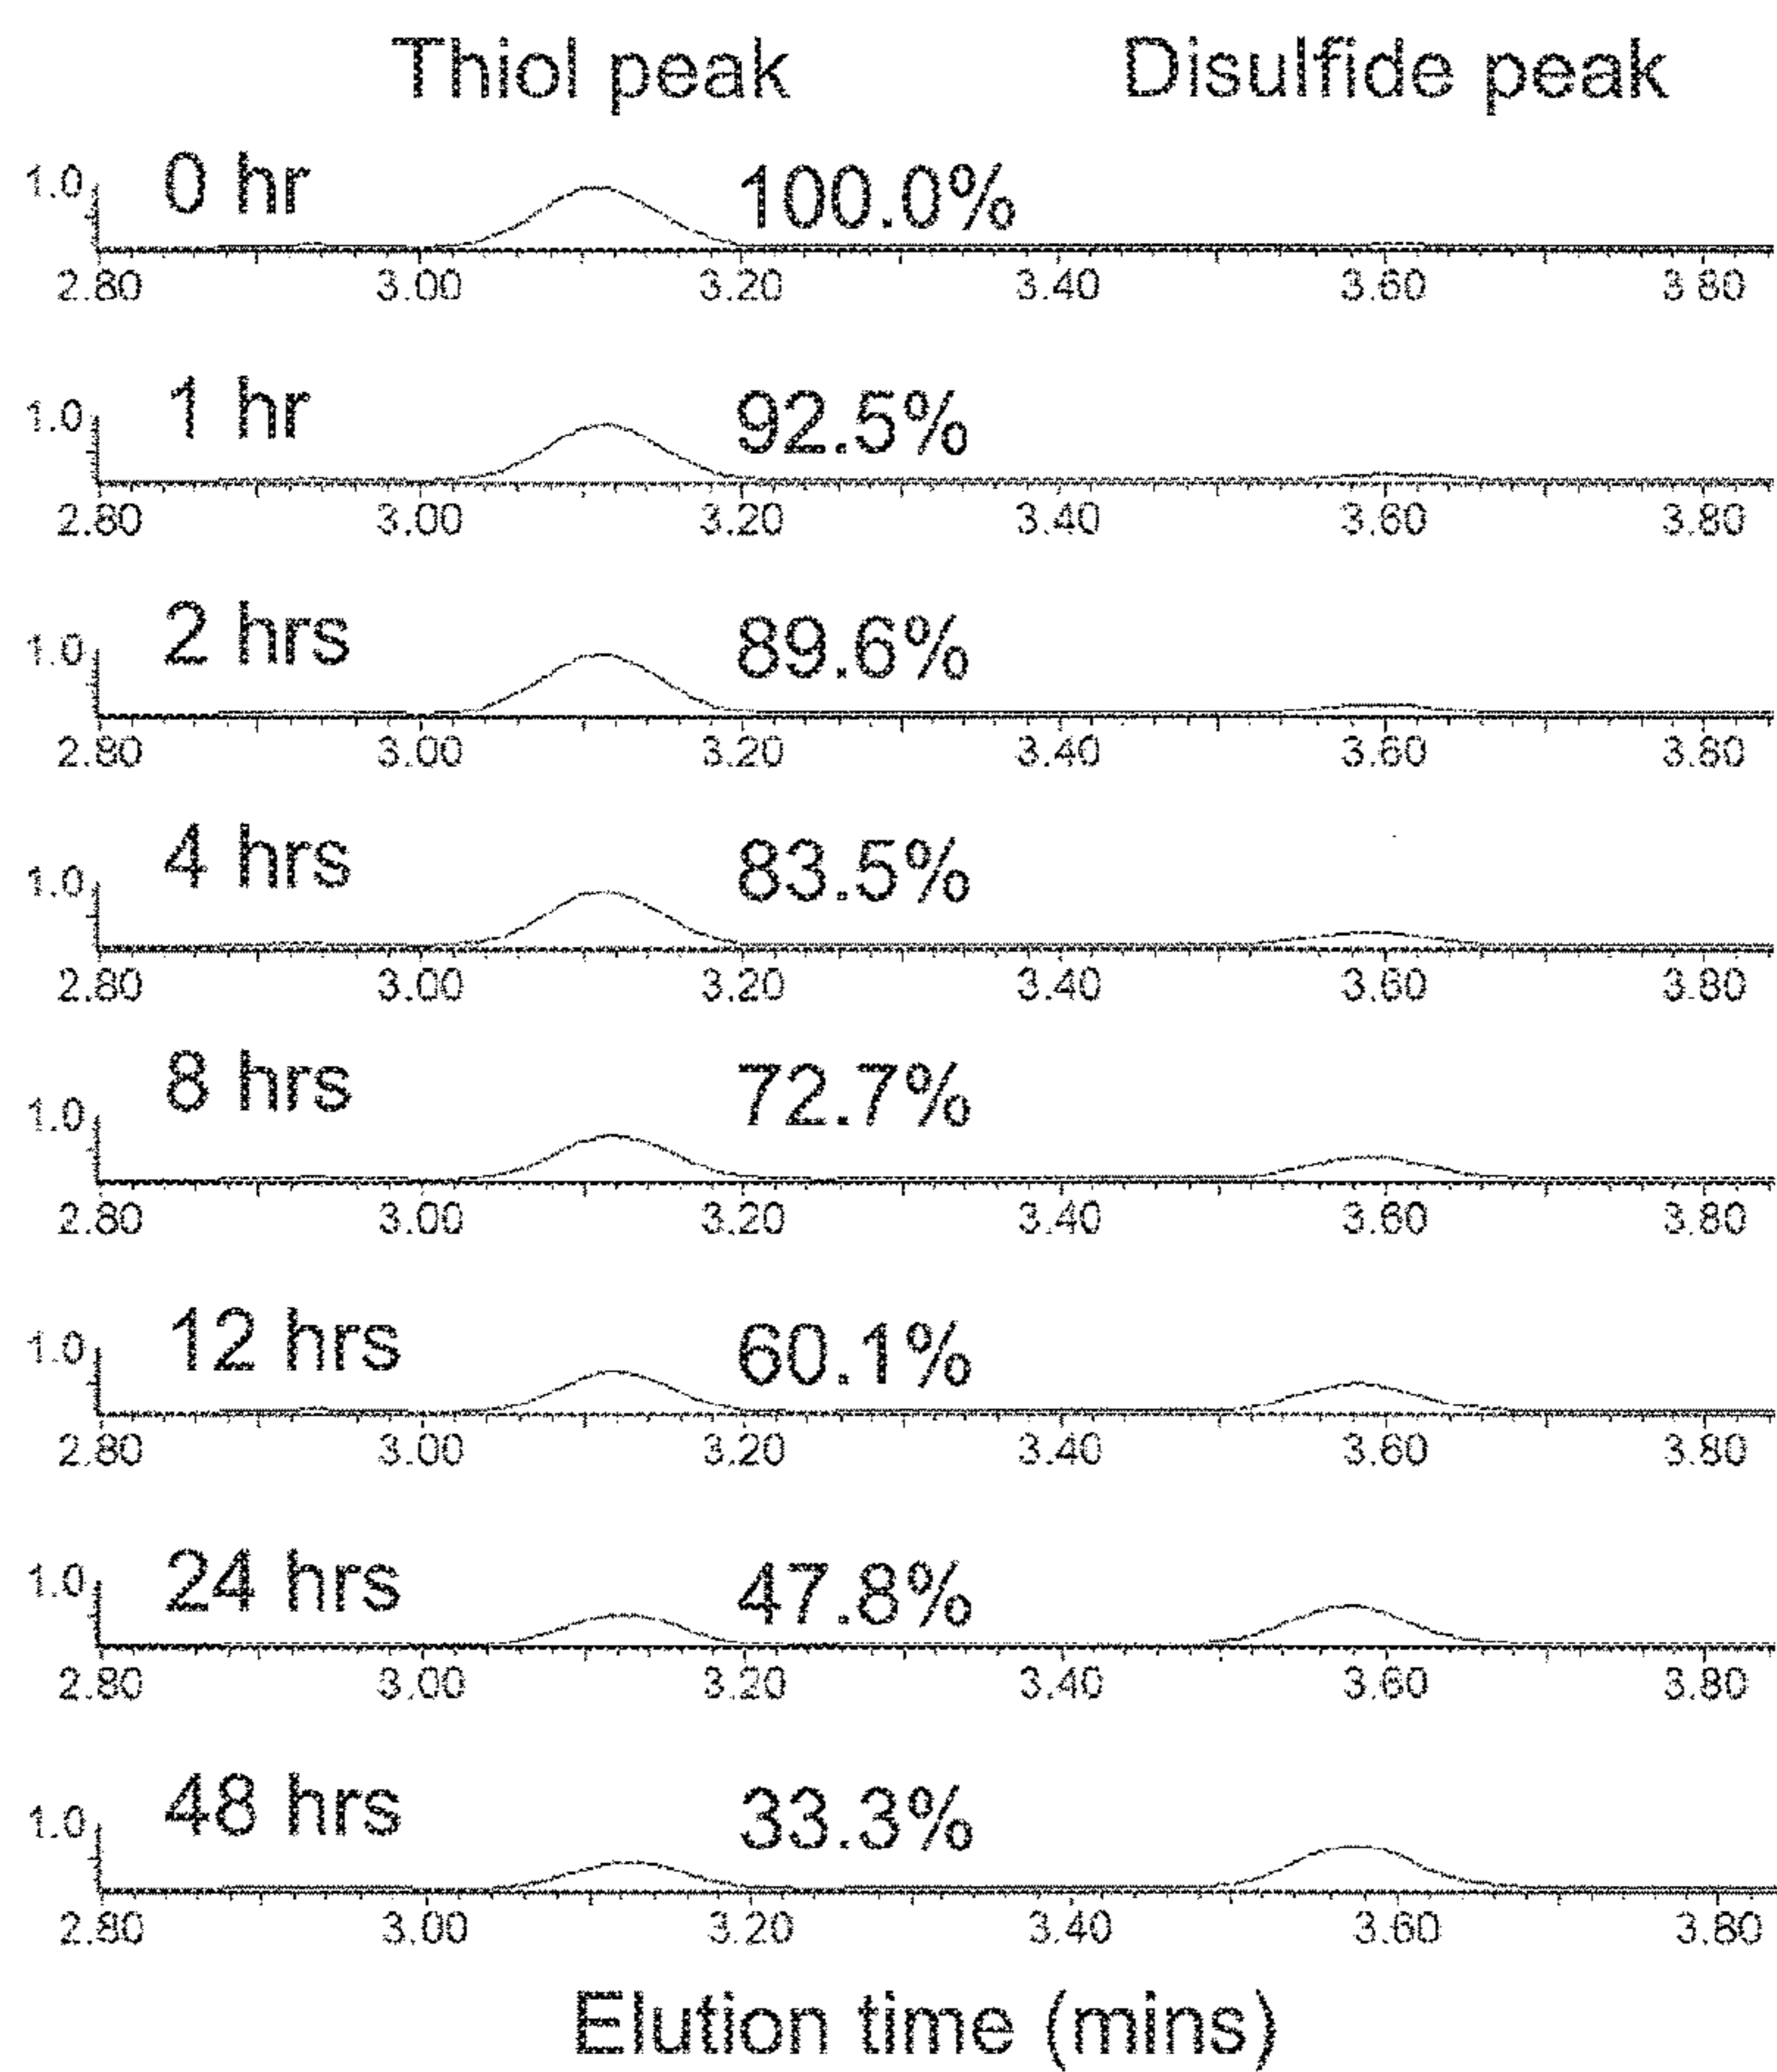 Thiol peak Disulfide peak
1.0 0 hr 100.0%
2.80 3.00 3.20 3.40 3.60 3 80
1.0 1 hr 92.5%
2.80 3.00 3.20 3.40 3.60 3.80
1.0 2 hrs 89.6%
2.80 3.00 3.20 3.40 3.60 3.80
1.0 4 hrs 83.5%
2.80 3.00 3.20 3.40 3.60 3.80
1.0 8 hrs 72.7%
2.80 3.00 3.20 3.40 3.60 3.80
1.0 12 hrs 60.1%
2.80 3.00 3.20 3.40 3.60 3.80
1.0 24 hrs 47.8%
2.80 3.00 3.20 3.40 3.60 3.80
1.0 48 hrs 33.3%
2.80 3.00 3.20 3.40 3.60 3.80
Elution time (mins)